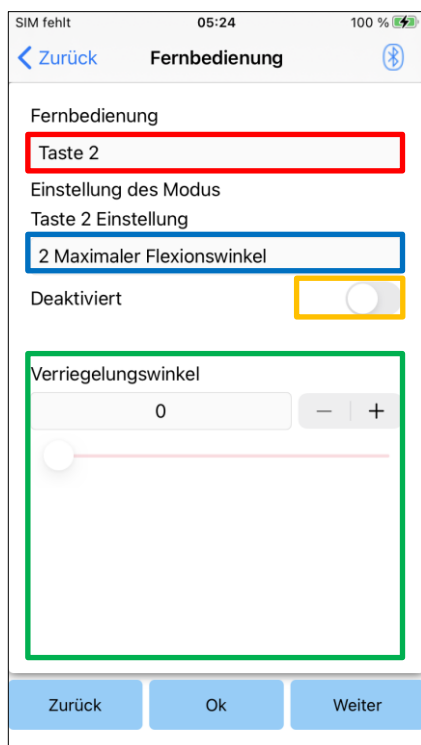 SIM fehlt 05:24 100 %
Zurück Fernbedienung
Fernbedienung
Taste 2
Einstellung des Modus
Taste 2 Einstellung
2 Maximaler Flexionswinkel
Deaktiviert
Verriegelungswinkel
0 − +
Zurück Ok Weiter